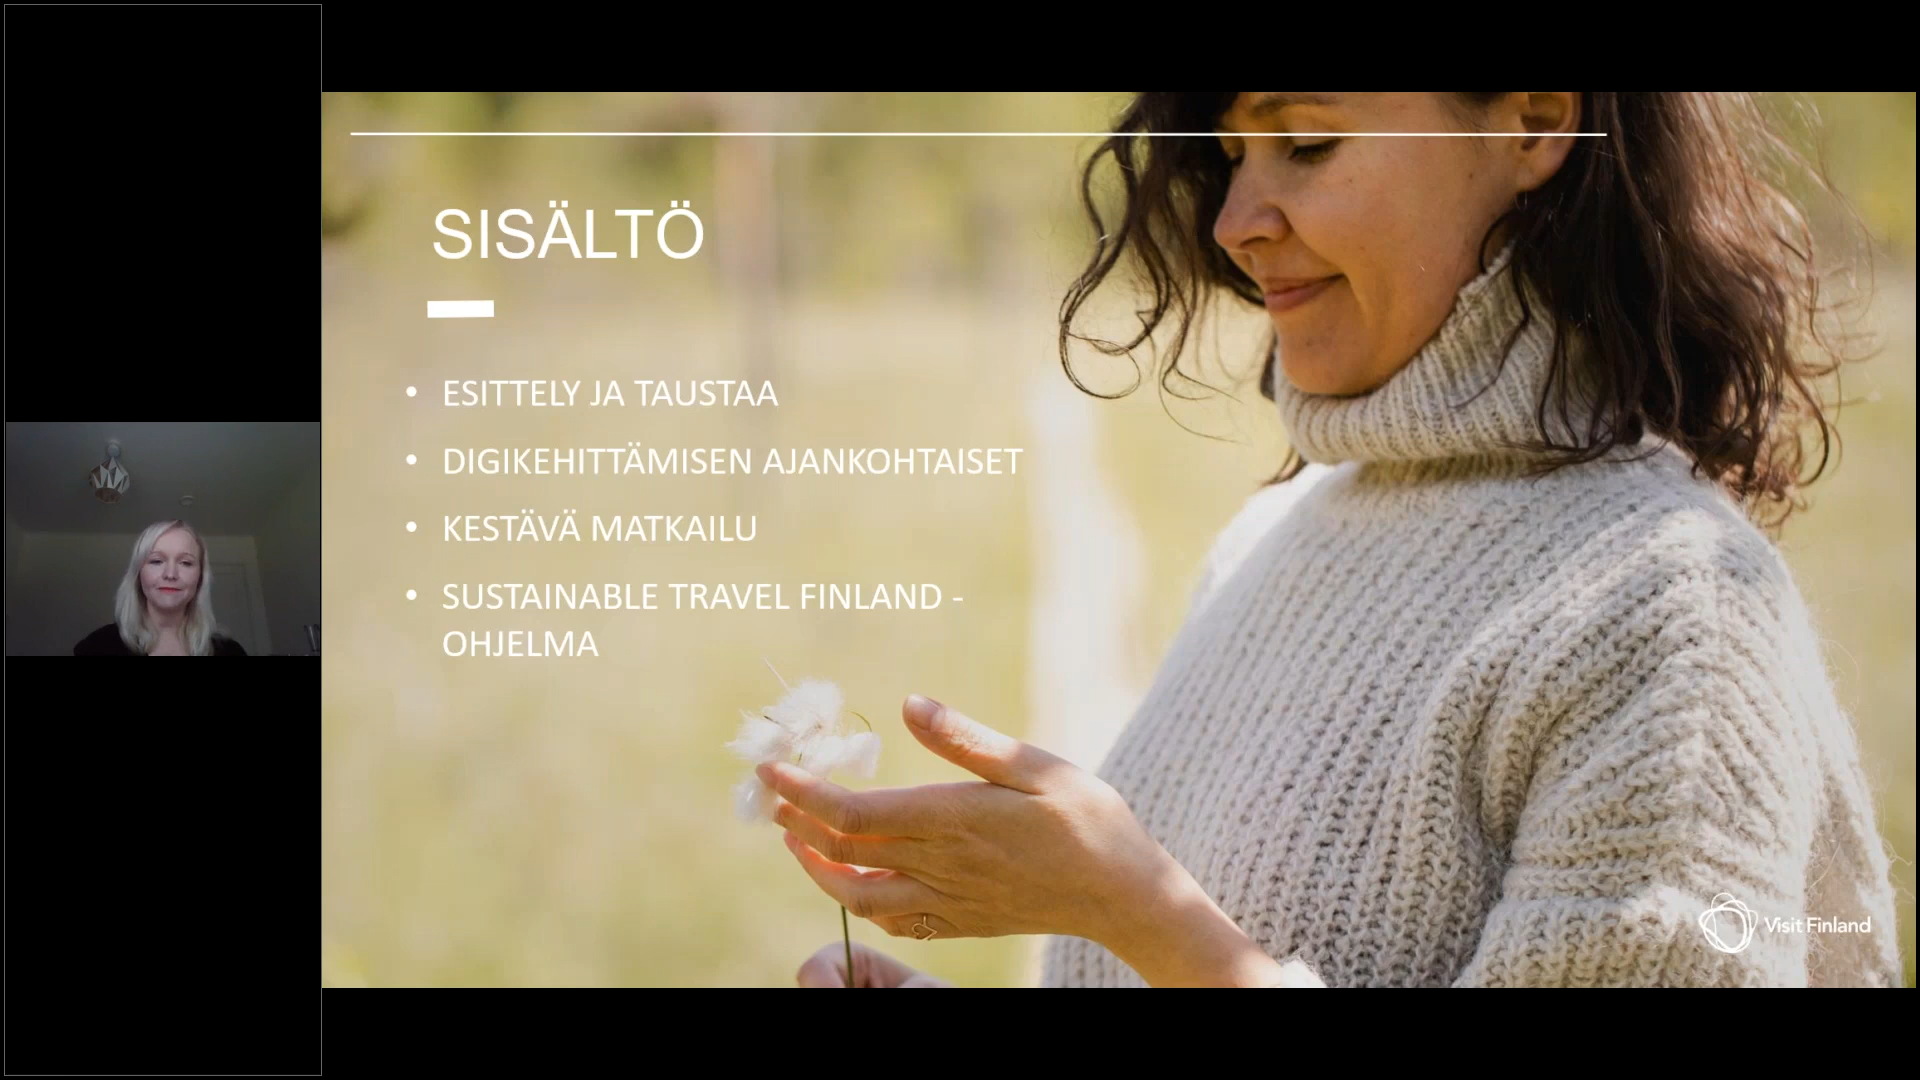 SISÄLTÖ
• ESITTELY JA TAUSTAA
• DIGIKEHITTÄMISEN AJANKOHTAISET
• KESTÄVÄ MATKAILU
• SUSTAINABLE TRAVEL FINLAND -
OHJELMA
Visit Finland